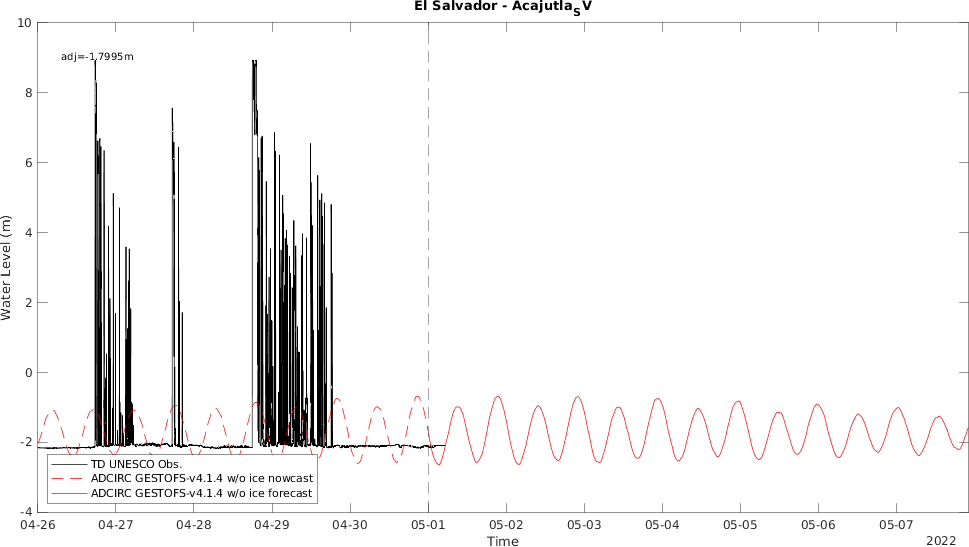 El Salvador - AcajutlaSV
adj=-1.7995m
10
8
6
4
2
0
-2
-4
Water Level (m)
TD UNESCO Obs.
ADCIRC GESTOFS-v4.1.4 w/o ice nowcast
ADCIRC GESTOFS-v4.1.4 w/o ice forecast
04-26 04-27 04-28 04-29 04-30 05-01 05-02 05-03 05-04 05-05 05-06 05-07
Time
2022